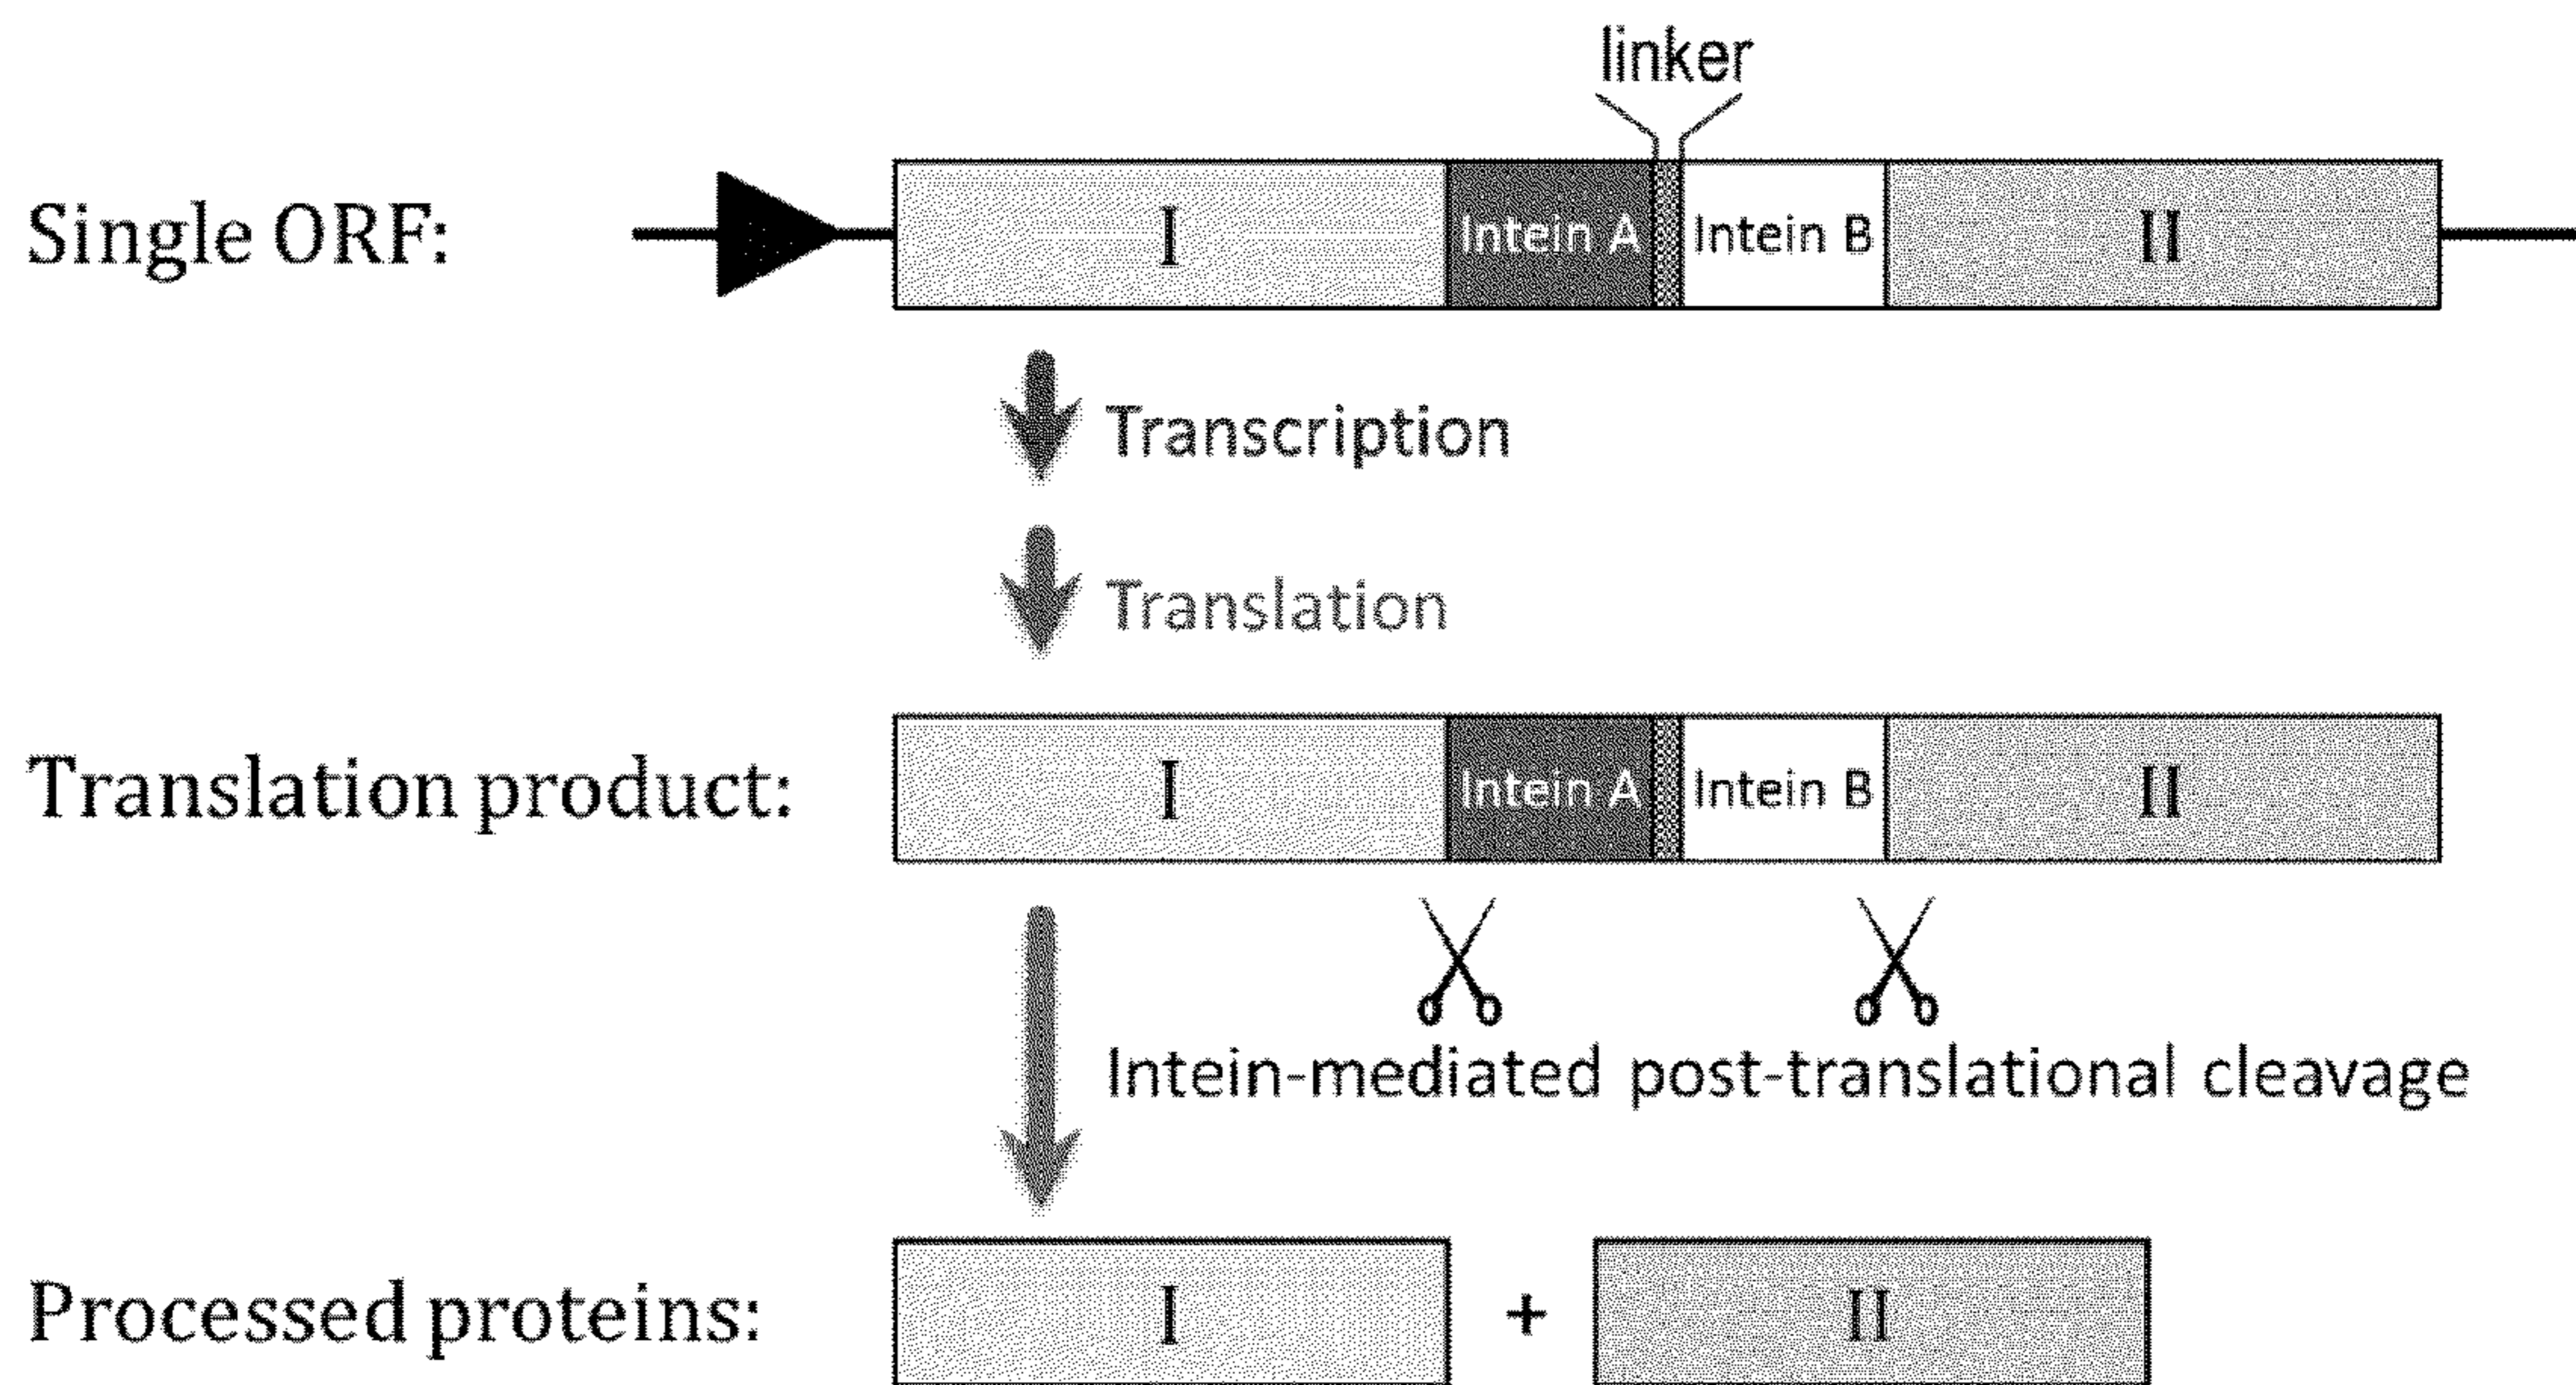 linker
Single ORF: I Intein A Intein B II
Transcription
Translation
Translation product: I Intein A Intein B II
Intein-mediated post-translational cleavage
Processed proteins: I + II